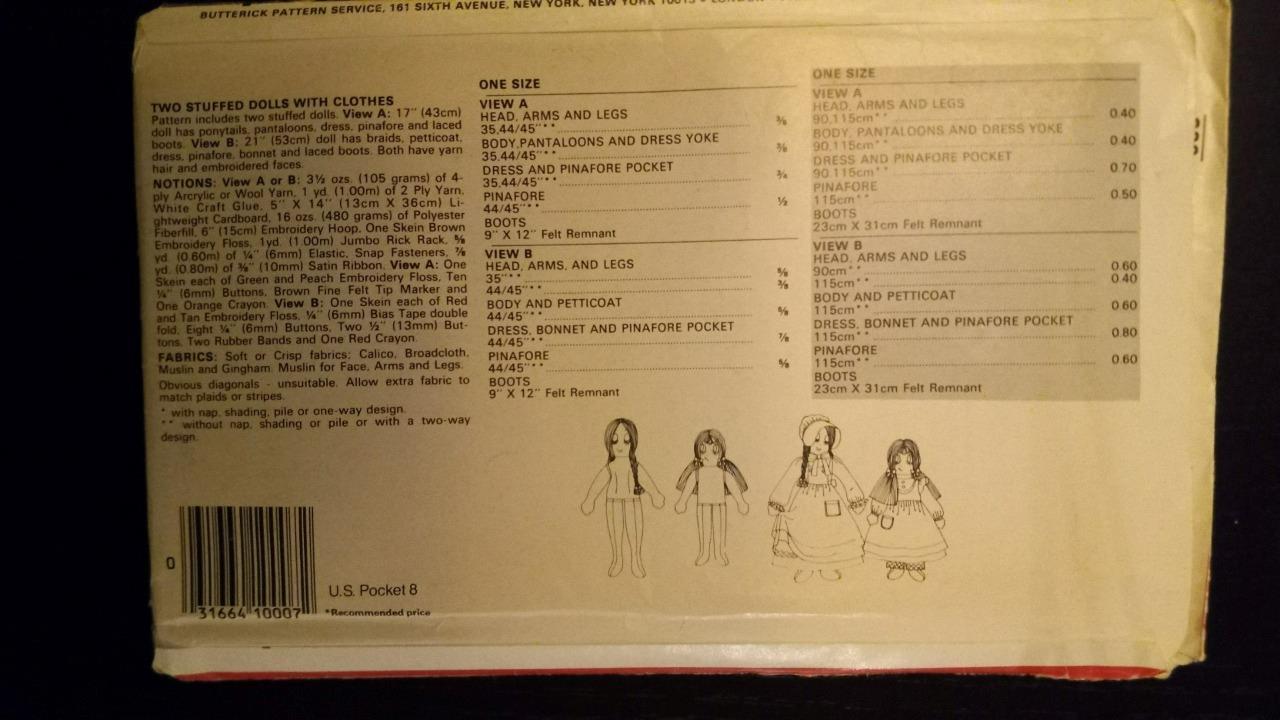 BUTTERICK PATTERN SERVICE, 161 SIXTH AVENUE, NEW YORK, NEW YORK 10013
TWO STUFFED DOLLS WITH CLOTHES
Pattern includes two stuffed dolls. View A: 17" (43cm)
doll has ponytails, pantaloons, dress, pinafore and laced
boots. View B: 21" (53cm) doll has braids, petticoat,
dress, pinafore, bonnet and laced boots. Both have yarn
hair and embroidered faces.
NOTIONS: View A or B: 3½ ozs. (105 grams) of 4-
ply Arcrylic or Wool Yarn, 1 yd. (1.00m) of 2 Ply Yarn,
White Craft Glue, 5" X 14" (13cm X 36cm) Li-
ghtweight Cardboard, 16 ozs. (480 grams) of Polyester
Fiberfill, 6" (15cm) Embroidery Hoop, One Skein Brown
Embroidery Floss, 1yd. (1.00m) Jumbo Rick Rack, ⅝
yd. (0.60m) of ¼" (6mm) Elastic, Snap Fasteners, ⅞
yd. (0.80m) of ⅜" (10mm) Satin Ribbon. View A: One
Skein each of Green and Peach Embroidery Floss, Ten
¼" (6mm) Buttons, Brown Fine Felt Tip Marker and
One Orange Crayon. View B: One Skein each of Red
and Tan Embroidery Floss, ¼" (6mm) Bias Tape double
fold, Eight ¼" (6mm) Buttons, Two ½" (13mm) But-
tons, Two Rubber Bands and One Red Crayon.
FABRICS: Soft or Crisp fabrics; Calico, Broadcloth,
Muslin and Gingham. Muslin for Face, Arms and Legs.
Obvious diagonals - unsuitable. Allow extra fabric to
match plaids or stripes.
* with nap, shading, pile or one-way design.
** without nap, shading or pile or with a two-way
design.
ONE SIZE
VIEW A
HEAD, ARMS AND LEGS
35,44/45"** ⅜
BODY,PANTALOONS AND DRESS YOKE
35,44/45"** ⅜
DRESS AND PINAFORE POCKET
35,44/45"** ¾
PINAFORE
44/45"** ½
BOOTS
9" X 12" Felt Remnant
VIEW B
HEAD, ARMS, AND LEGS
35"** ⅝
44/45"** ⅜
BODY AND PETTICOAT
44/45"** ⅝
DRESS, BONNET AND PINAFORE POCKET
44/45"** ⅞
PINAFORE
44/45"** ⅝
BOOTS
9" X 12" Felt Remnant
ONE SIZE
VIEW A
HEAD, ARMS AND LEGS
90,115cm** 0.40
BODY, PANTALOONS AND DRESS YOKE
90,115cm** 0.40
DRESS AND PINAFORE POCKET
90,115cm** 0.70
PINAFORE
115cm** 0.50
BOOTS
23cm X 31cm Felt Remnant
VIEW B
HEAD, ARMS AND LEGS
90cm** 0.60
115cm** 0.40
BODY AND PETTICOAT
115cm** 0.60
DRESS, BONNET AND PINAFORE POCKET
115cm** 0.80
PINAFORE
115cm** 0.60
BOOTS
23cm X 31cm Felt Remnant
0
31664 10007
U.S. Pocket 8
*Recommended price